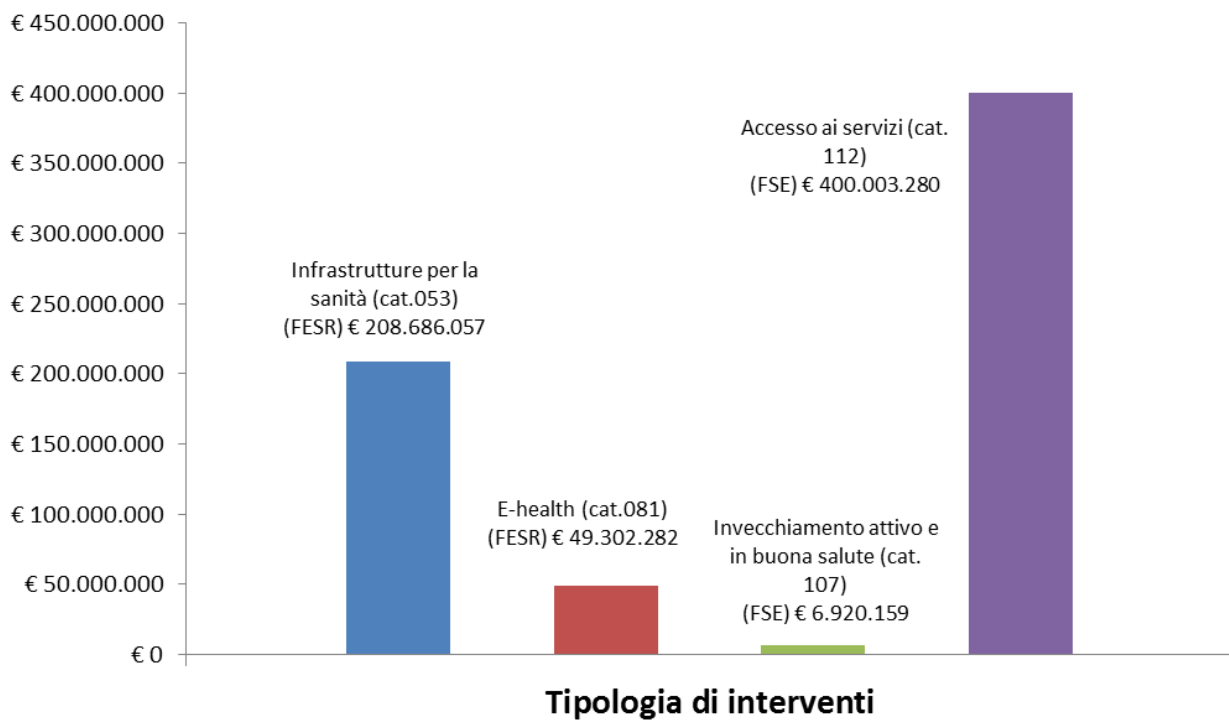 € 450.000.000
€ 400.000.000
€ 350.000.000
€ 300.000.000
€ 250.000.000
€ 200.000.000
€ 150.000.000
€ 100.000.000
€ 50.000.000
€ 0
Infrastrutture per la
sanità (cat.053)
(FESR) € 208.686.057
E-health (cat.081)
(FESR) € 49.302.282
Invecchiamento attivo e
in buona salute (cat.
107)
(FSE) € 6.920.159
Accesso ai servizi (cat.
112)
(FSE) € 400.003.280
Tipologia di interventi